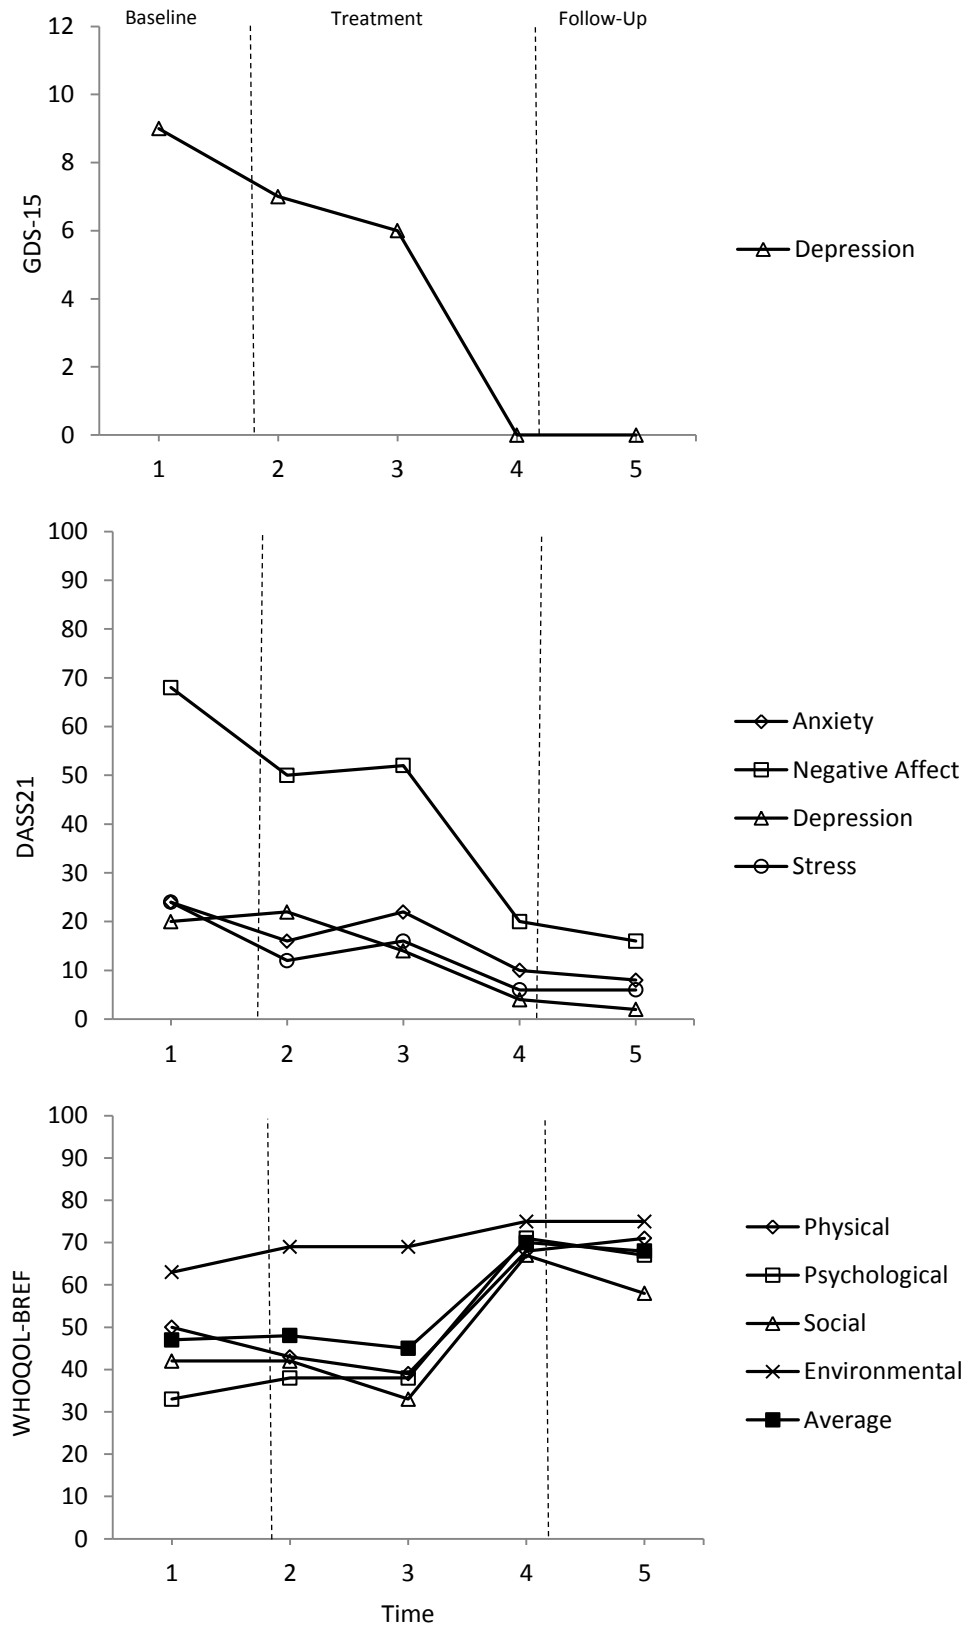 Baseline Treatment Follow-Up
12
10
8
6
4
2
0
GDS-15
1 2 3 4 5
Depression
100
90
80
70
60
50
40
30
20
10
0
DASS21
1 2 3 4 5
Anxiety
Negative Affect
Depression
Stress
100
90
80
70
60
50
40
30
20
10
0
WHOQOL-BREF
1 2 3 4 5
Time
Physical
Psychological
Social
Environmental
Average